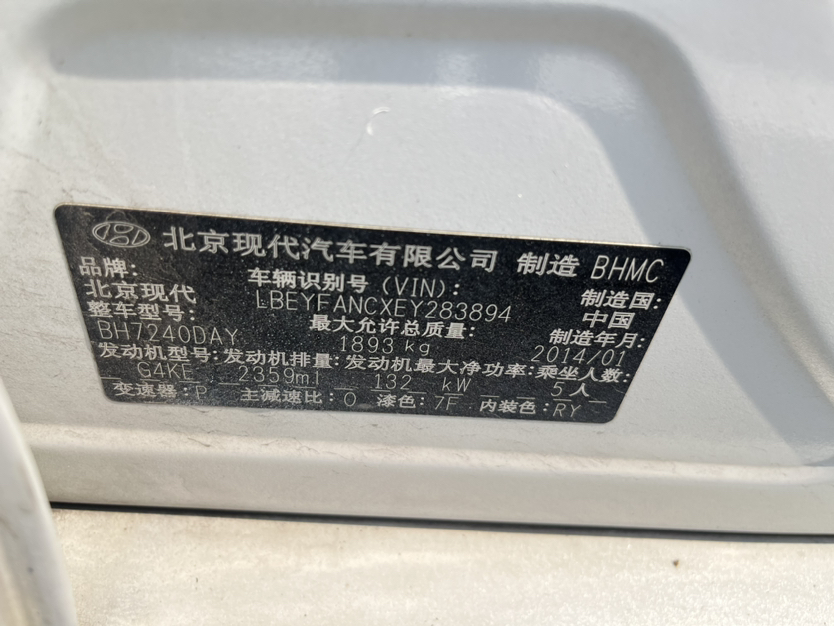 北京现代汽车有限公司 制造 BHMC
品牌: 车辆识别号(VIN): 制造国:
北京现代 LBEYFANCXEY283894 中国
整车型号: 最大允许总质量: 制造年月:
BH7240DAY 1893 kg 2014/01
发动机型号: 发动机排量: 发动机最大净功率: 乘坐人数:
G4KE 2359ml 132 kW 5人
变速器: P 主减速比: O 漆色: 7F 内装色: RY